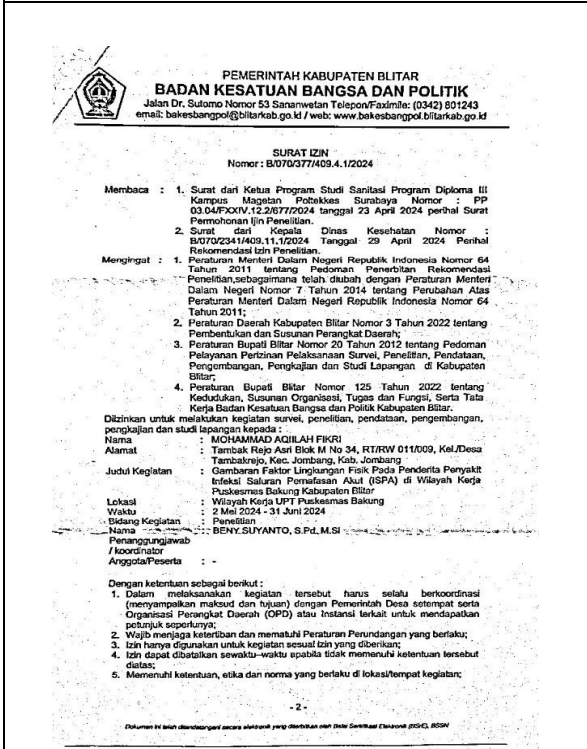 PEMERINTAH KABUPATEN BLITAR
BADAN KESATUAN BANGSA DAN POLITIK
Jalan Dr. Sutomo Nomor 53 Sananwetan Telepon/Faximile: (0342) 801243
email: bakesbangpol@blitarkab.go.id / web: www.bakesbangpol.blitarkab.go.id
SURAT IZIN
Nomor : B/070/377/409.4.1/2024
Membaca : 1. Surat dari Ketua Program Studi Sanitasi Program Diploma III
Kampus Magetan Poltekkes Surabaya Nomor : PP
03.04/FXXIV.12.2/677/2024 tanggal 23 April 2024 perihal Surat
Permohonan Ijin Penelitian.
2. Surat dari Kepala Dinas Kesehatan Nomor :
B/070/2341/409.11.1/2024 Tanggal 29 April 2024 Perihal
Rekomendasi Izin Penelitian.
Mengingat : 1. Peraturan Menteri Dalam Negeri Republik Indonesia Nomor 64
Tahun 2011 tentang Pedoman Penerbitan Rekomendasi
Penelitian,sebagaimana telah diubah dengan Peraturan Menteri
Dalam Negeri Nomor 7 Tahun 2014 tentang Perubahan Atas
Peraturan Menteri Dalam Negeri Republik Indonesia Nomor 64
Tahun 2011;
2. Peraturan Daerah Kabupaten Blitar Nomor 3 Tahun 2022 tentang
Pembentukan dan Susunan Perangkat Daerah;
3. Peraturan Bupati Blitar Nomor 20 Tahun 2012 tentang Pedoman
Pelayanan Perizinan Pelaksanaan Survei, Penelitian, Pendataan,
Pengembangan, Pengkajian dan Studi Lapangan di Kabupaten
Blitar;
4. Peraturan Bupati Blitar Nomor 125 Tahun 2022 tentang
Kedudukan, Susunan Organisasi, Tugas dan Fungsi, Serta Tata
Kerja Badan Kesatuan Bangsa dan Politik Kabupaten Blitar.
Diizinkan untuk melakukan kegiatan survei, penelitian, pendataan, pengembangan,
pengkajian dan studi lapangan kepada :
Nama : MOHAMMAD AQIILAH FIKRI
Alamat : Tambak Rejo Asri Blok M No 34, RT/RW 011/009, Kel./Desa
Tambakrejo, Kec. Jombang, Kab. Jombang
Judul Kegiatan : Gambaran Faktor Lingkungan Fisik Pada Penderita Penyakit
Infeksi Saluran Pernafasan Akut (ISPA) di Wilayah Kerja
Puskesmas Bakung Kabupaten Blitar
Lokasi : Wilayah Kerja UPT Puskesmas Bakung
Waktu : 2 Mei 2024 - 31 Juni 2024
Bidang Kegiatan : Penelitian
Nama : BENY SUYANTO, S.Pd, M.Si
Penanggungjawab
/ koordinator
Anggota/Peserta : -
Dengan ketentuan sebagai berikut :
1. Dalam melaksanakan kegiatan tersebut harus selalu berkoordinasi
(menyampaikan maksud dan tujuan) dengan Pemerintah Desa setempat serta
Organisasi Perangkat Daerah (OPD) atau Instansi terkait untuk mendapatkan
petunjuk seperlunya;
2. Wajib menjaga ketertiban dan mematuhi Peraturan Perundangan yang berlaku;
3. Izin hanya digunakan untuk kegiatan sesuai izin yang diberikan;
4. Izin dapat dibatalkan sewaktu-waktu apabila tidak memenuhi ketentuan tersebut
diatas;
5. Memenuhi ketentuan, etika dan norma yang berlaku di lokasi/tempat kegiatan;
- 2 -
Dokumen ini telah ditandatangani secara elektronik yang diterbitkan oleh Balai Sertifikasi Elektronik (BSrE), BSSN